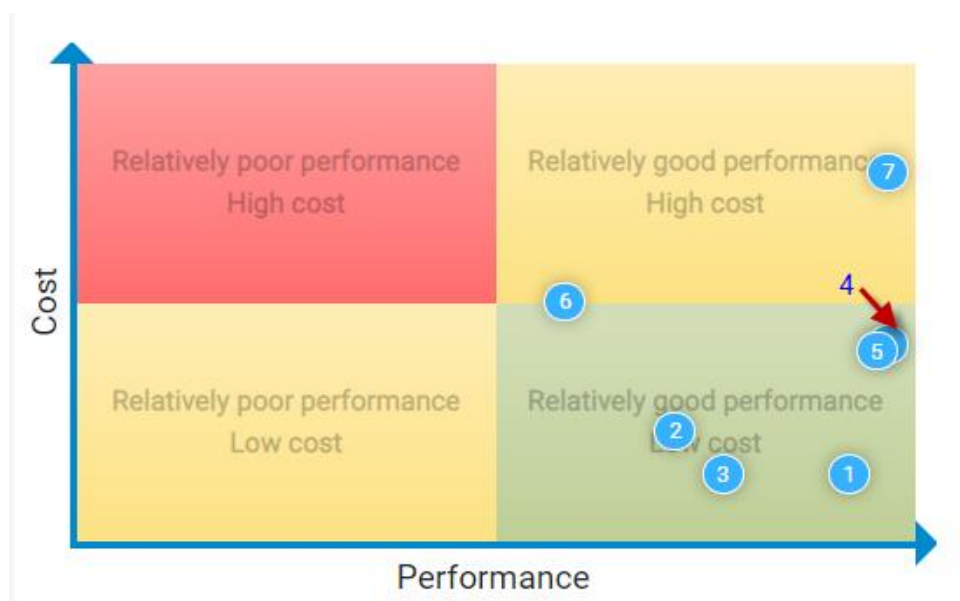 Relatively poor performance
High cost
Relatively good performance
High cost
7
4
Cost
6
5
Relatively poor performance
Low cost
Relatively good performance
Low cost
2
3
1
Performance